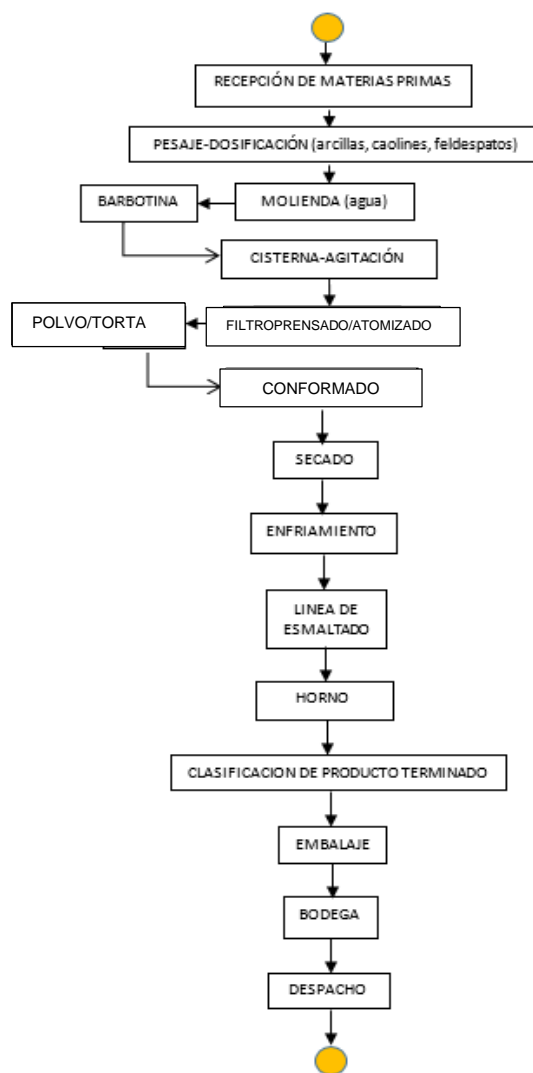 RECEPCIÓN DE MATERIAS PRIMAS
PESAJE-DOSIFICACIÓN (arcillas, caolines, feldespatos)
BARBOTINA
MOLIENDA (agua)
CISTERNA-AGITACIÓN
POLVO/TORTA
FILTROPRENSADO/ATOMIZADO
CONFORMADO
SECADO
ENFRIAMIENTO
LINEA DE
ESMALTADO
HORNO
CLASIFICACION DE PRODUCTO TERMINADO
EMBALAJE
BODEGA
DESPACHO